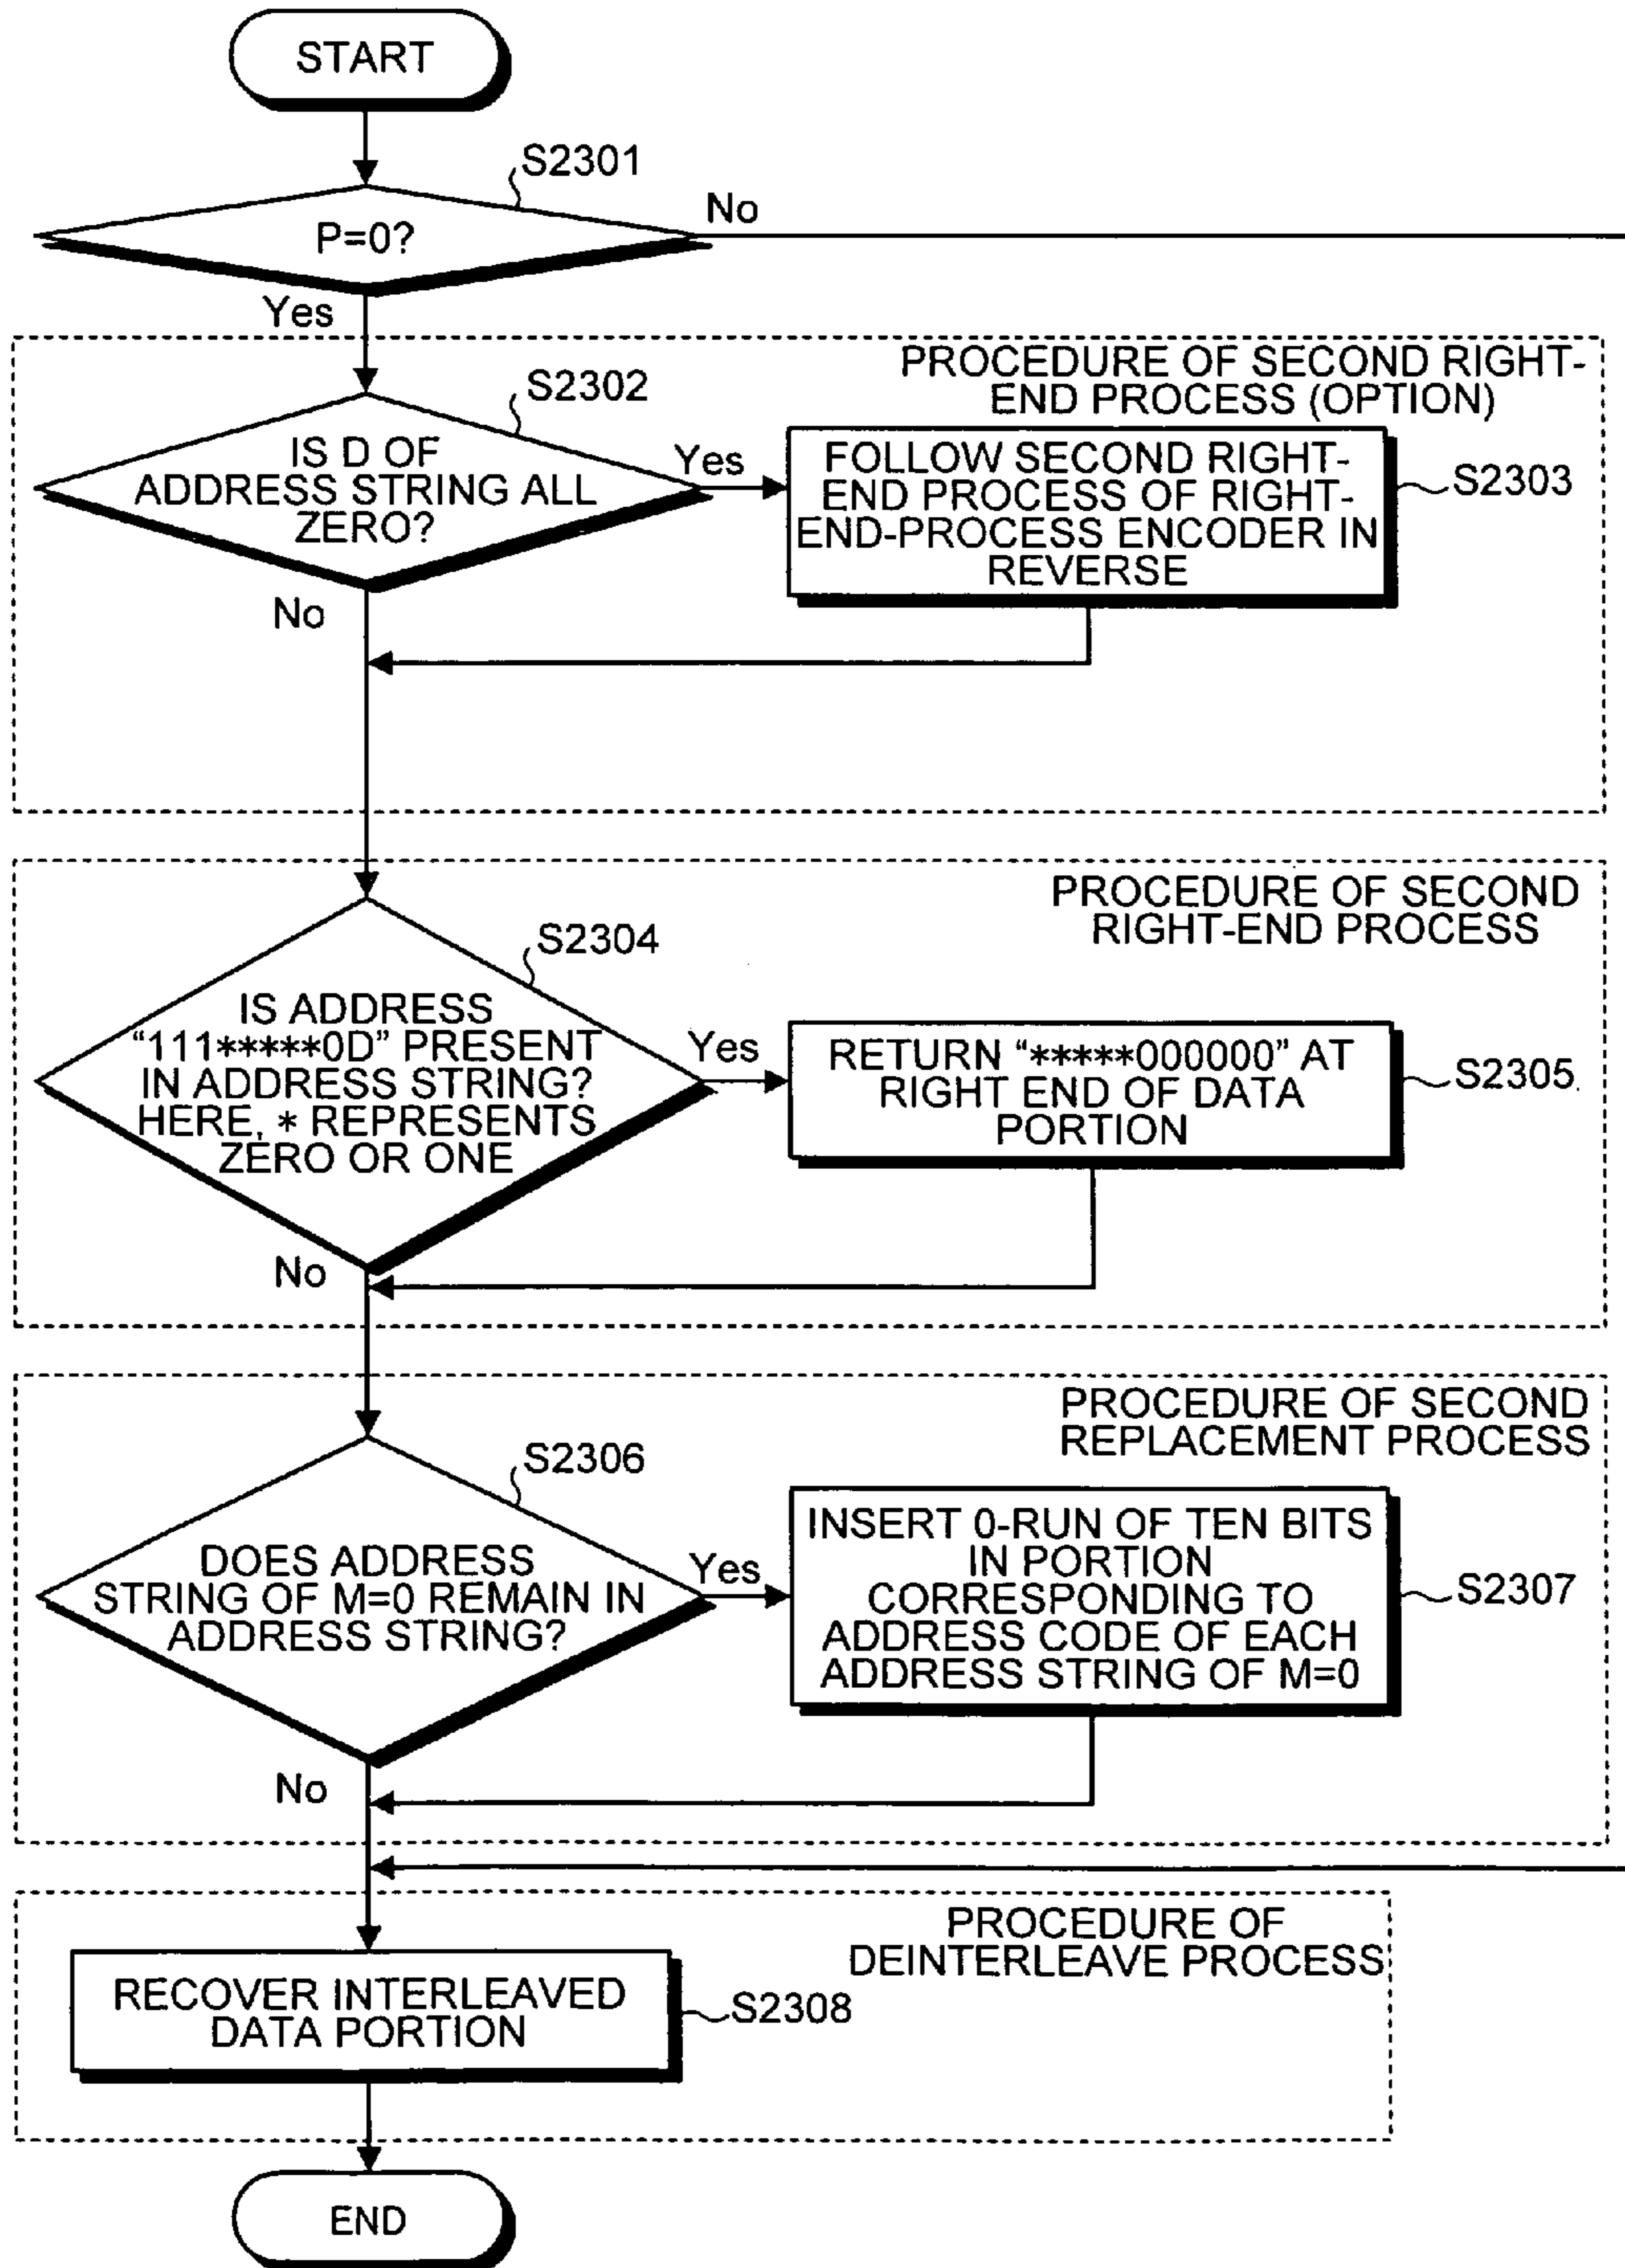 START
S2301
P=0?
No
Yes
PROCEDURE OF SECOND RIGHT-
END PROCESS (OPTION)
S2302
IS D OF
ADDRESS STRING ALL
ZERO?
Yes
FOLLOW SECOND RIGHT-
END PROCESS OF RIGHT-
END-PROCESS ENCODER IN
REVERSE
S2303
No
PROCEDURE OF SECOND
RIGHT-END PROCESS
S2304
IS ADDRESS
“111*****0D” PRESENT
IN ADDRESS STRING?
HERE, * REPRESENTS
ZERO OR ONE
Yes
RETURN “*****000000” AT
RIGHT END OF DATA
PORTION
S2305
No
PROCEDURE OF SECOND
REPLACEMENT PROCESS
S2306
DOES ADDRESS
STRING OF M=0 REMAIN IN
ADDRESS STRING?
Yes
INSERT 0-RUN OF TEN BITS
IN PORTION
CORRESPONDING TO
ADDRESS CODE OF EACH
ADDRESS STRING OF M=0
S2307
No
PROCEDURE OF
DEINTERLEAVE PROCESS
RECOVER INTERLEAVED
DATA PORTION
S2308
END